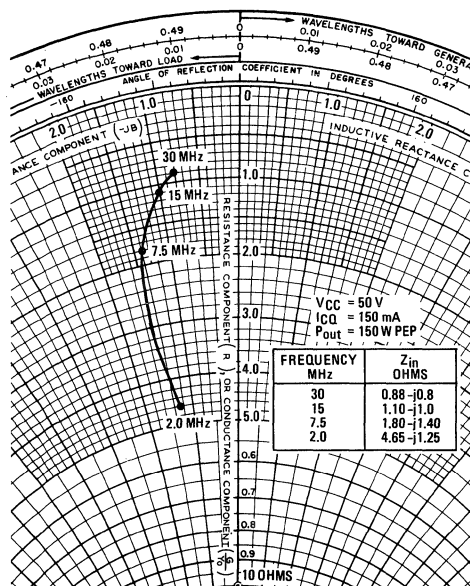 WAVELENGTHS TOWARD GENERA
0.47 0.48 0.49 0 0.01 0.02 0.03
0.03 0.02 0.01 0 0.49 0.48 0.47
WAVELENGTHS TOWARD LOAD
ANGLE OF REFLECTION COEFFICIENT IN DEGREES
-160 160
2.0 1.0 0 1.0 2.0
ANCE COMPONENT (-JB)
INDUCTIVE REACTANCE C
30 MHz
15 MHz
7.5 MHz
2.0 MHz
1.0
2.0
3.0
4.0
5.0
0.6
0.7
0.8
0.9
10 OHMS
RESISTANCE COMPONENT (R), OR CONDUCTANCE COMPONENT (G
VCC = 50 V
ICQ = 150 mA
Pout = 150 W PEP
FREQUENCY MHz Zin OHMS
30 0.88 -j0.8
15 1.10 -j1.0
7.5 1.80 -j1.40
2.0 4.65 -j1.25